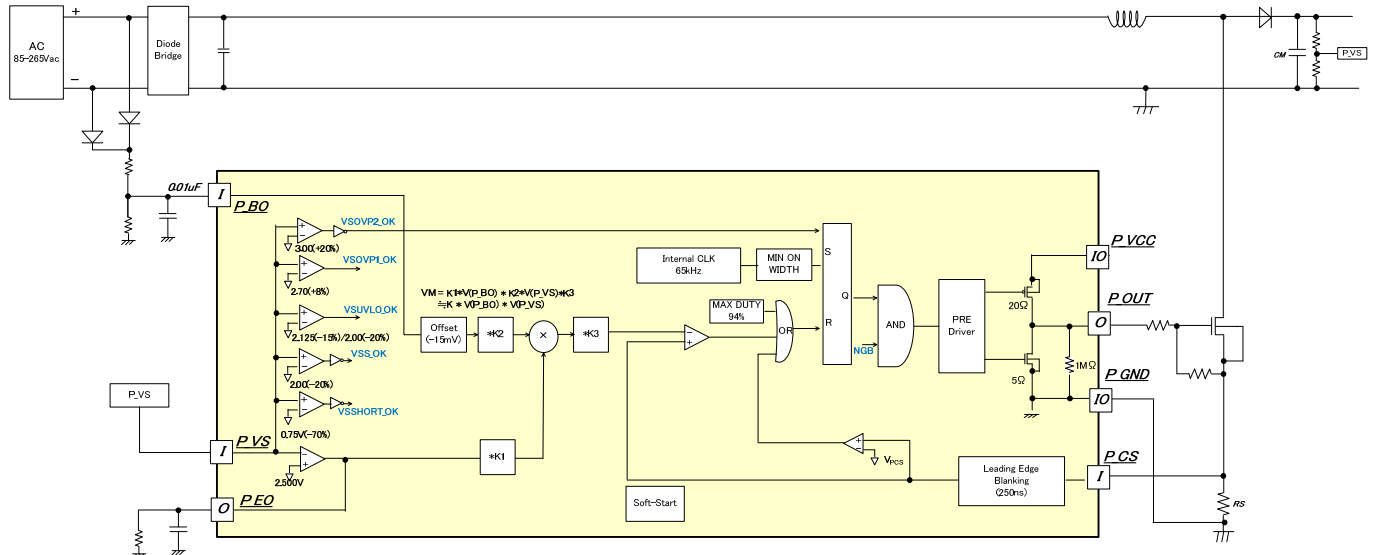 +
AC
85-265Vac
−
Diode
Bridge
CM
P_VS
0.01uF
I
P_BO
VSOVP2_OK
3.00(+20%)
VSOVP1_OK
2.70(+8%)
VSUVLO_OK
2.125(-15%)/2.00(-20%)
VSS_OK
2.00(-20%)
VSSHORT_OK
0.75V(-70%)
P_VS
I
P_VS
2.500V
O
P_EO
VM = K1*V(P_BO) * K2*V(P_VS)*K3
≒K * V(P_BO) * V(P_VS)
Offset
(-15mV)
*K2
×
*K3
*K1
Internal CLK
65kHz
MIN ON
WIDTH
MAX DUTY
94%
OR
S
Q
R
NGB
AND
PRE
Driver
20Ω
5Ω
1MΩ
P_VCC
IO
P_OUT
O
P_GND
IO
P_CS
I
VPCS
Leading Edge
Blanking
(250ns)
Soft-Start
RS